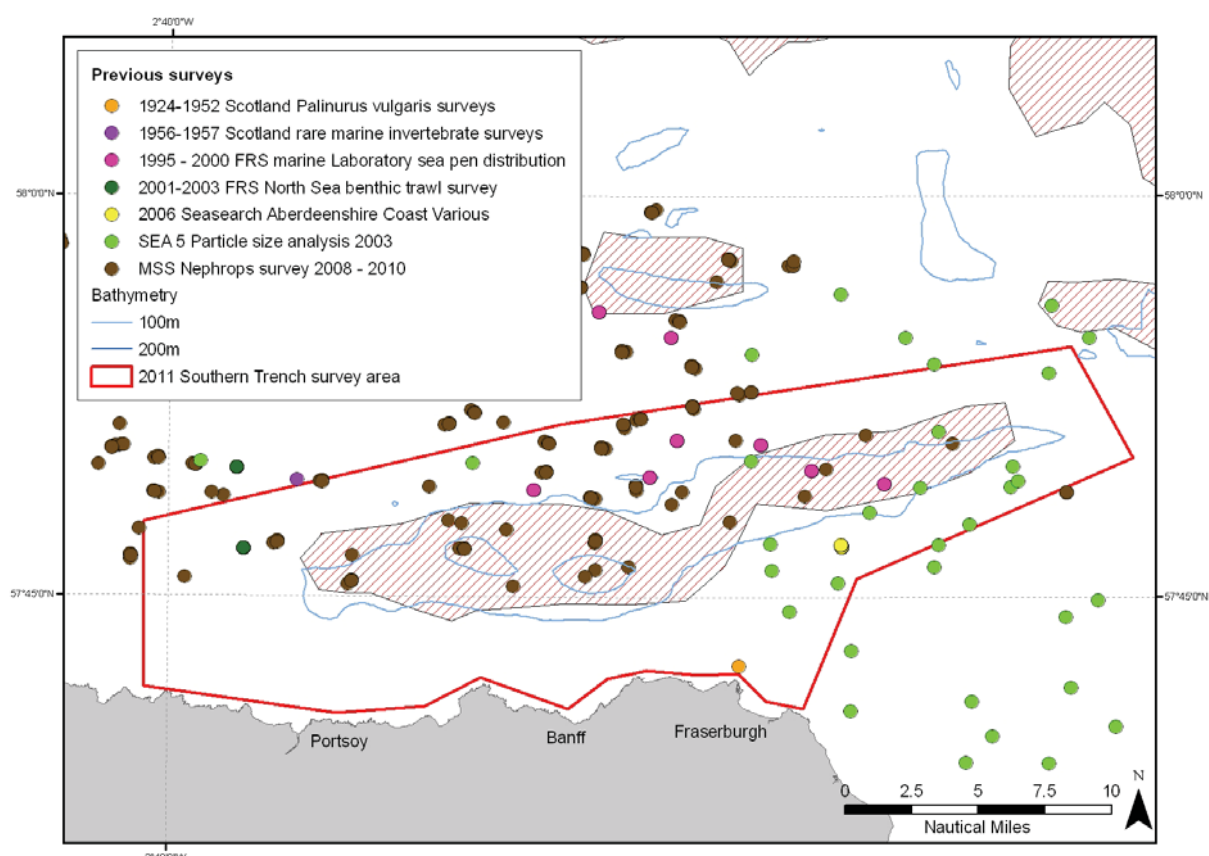 2°40'0"W
Previous surveys
1924-1952 Scotland Palinurus vulgaris surveys
1956-1957 Scotland rare marine invertebrate surveys
1995 - 2000 FRS marine Laboratory sea pen distribution
2001-2003 FRS North Sea benthic trawl survey
2006 Seasearch Aberdeenshire Coast Various
SEA 5 Particle size analysis 2003
MSS Nephrops survey 2008 - 2010
Bathymetry
100m
200m
2011 Southern Trench survey area
58°0'0"N
58°0'0"N
57°45'0"N
57°45'0"N
Portsoy
Banff
Fraserburgh
N
0 2.5 5 7.5 10
Nautical Miles